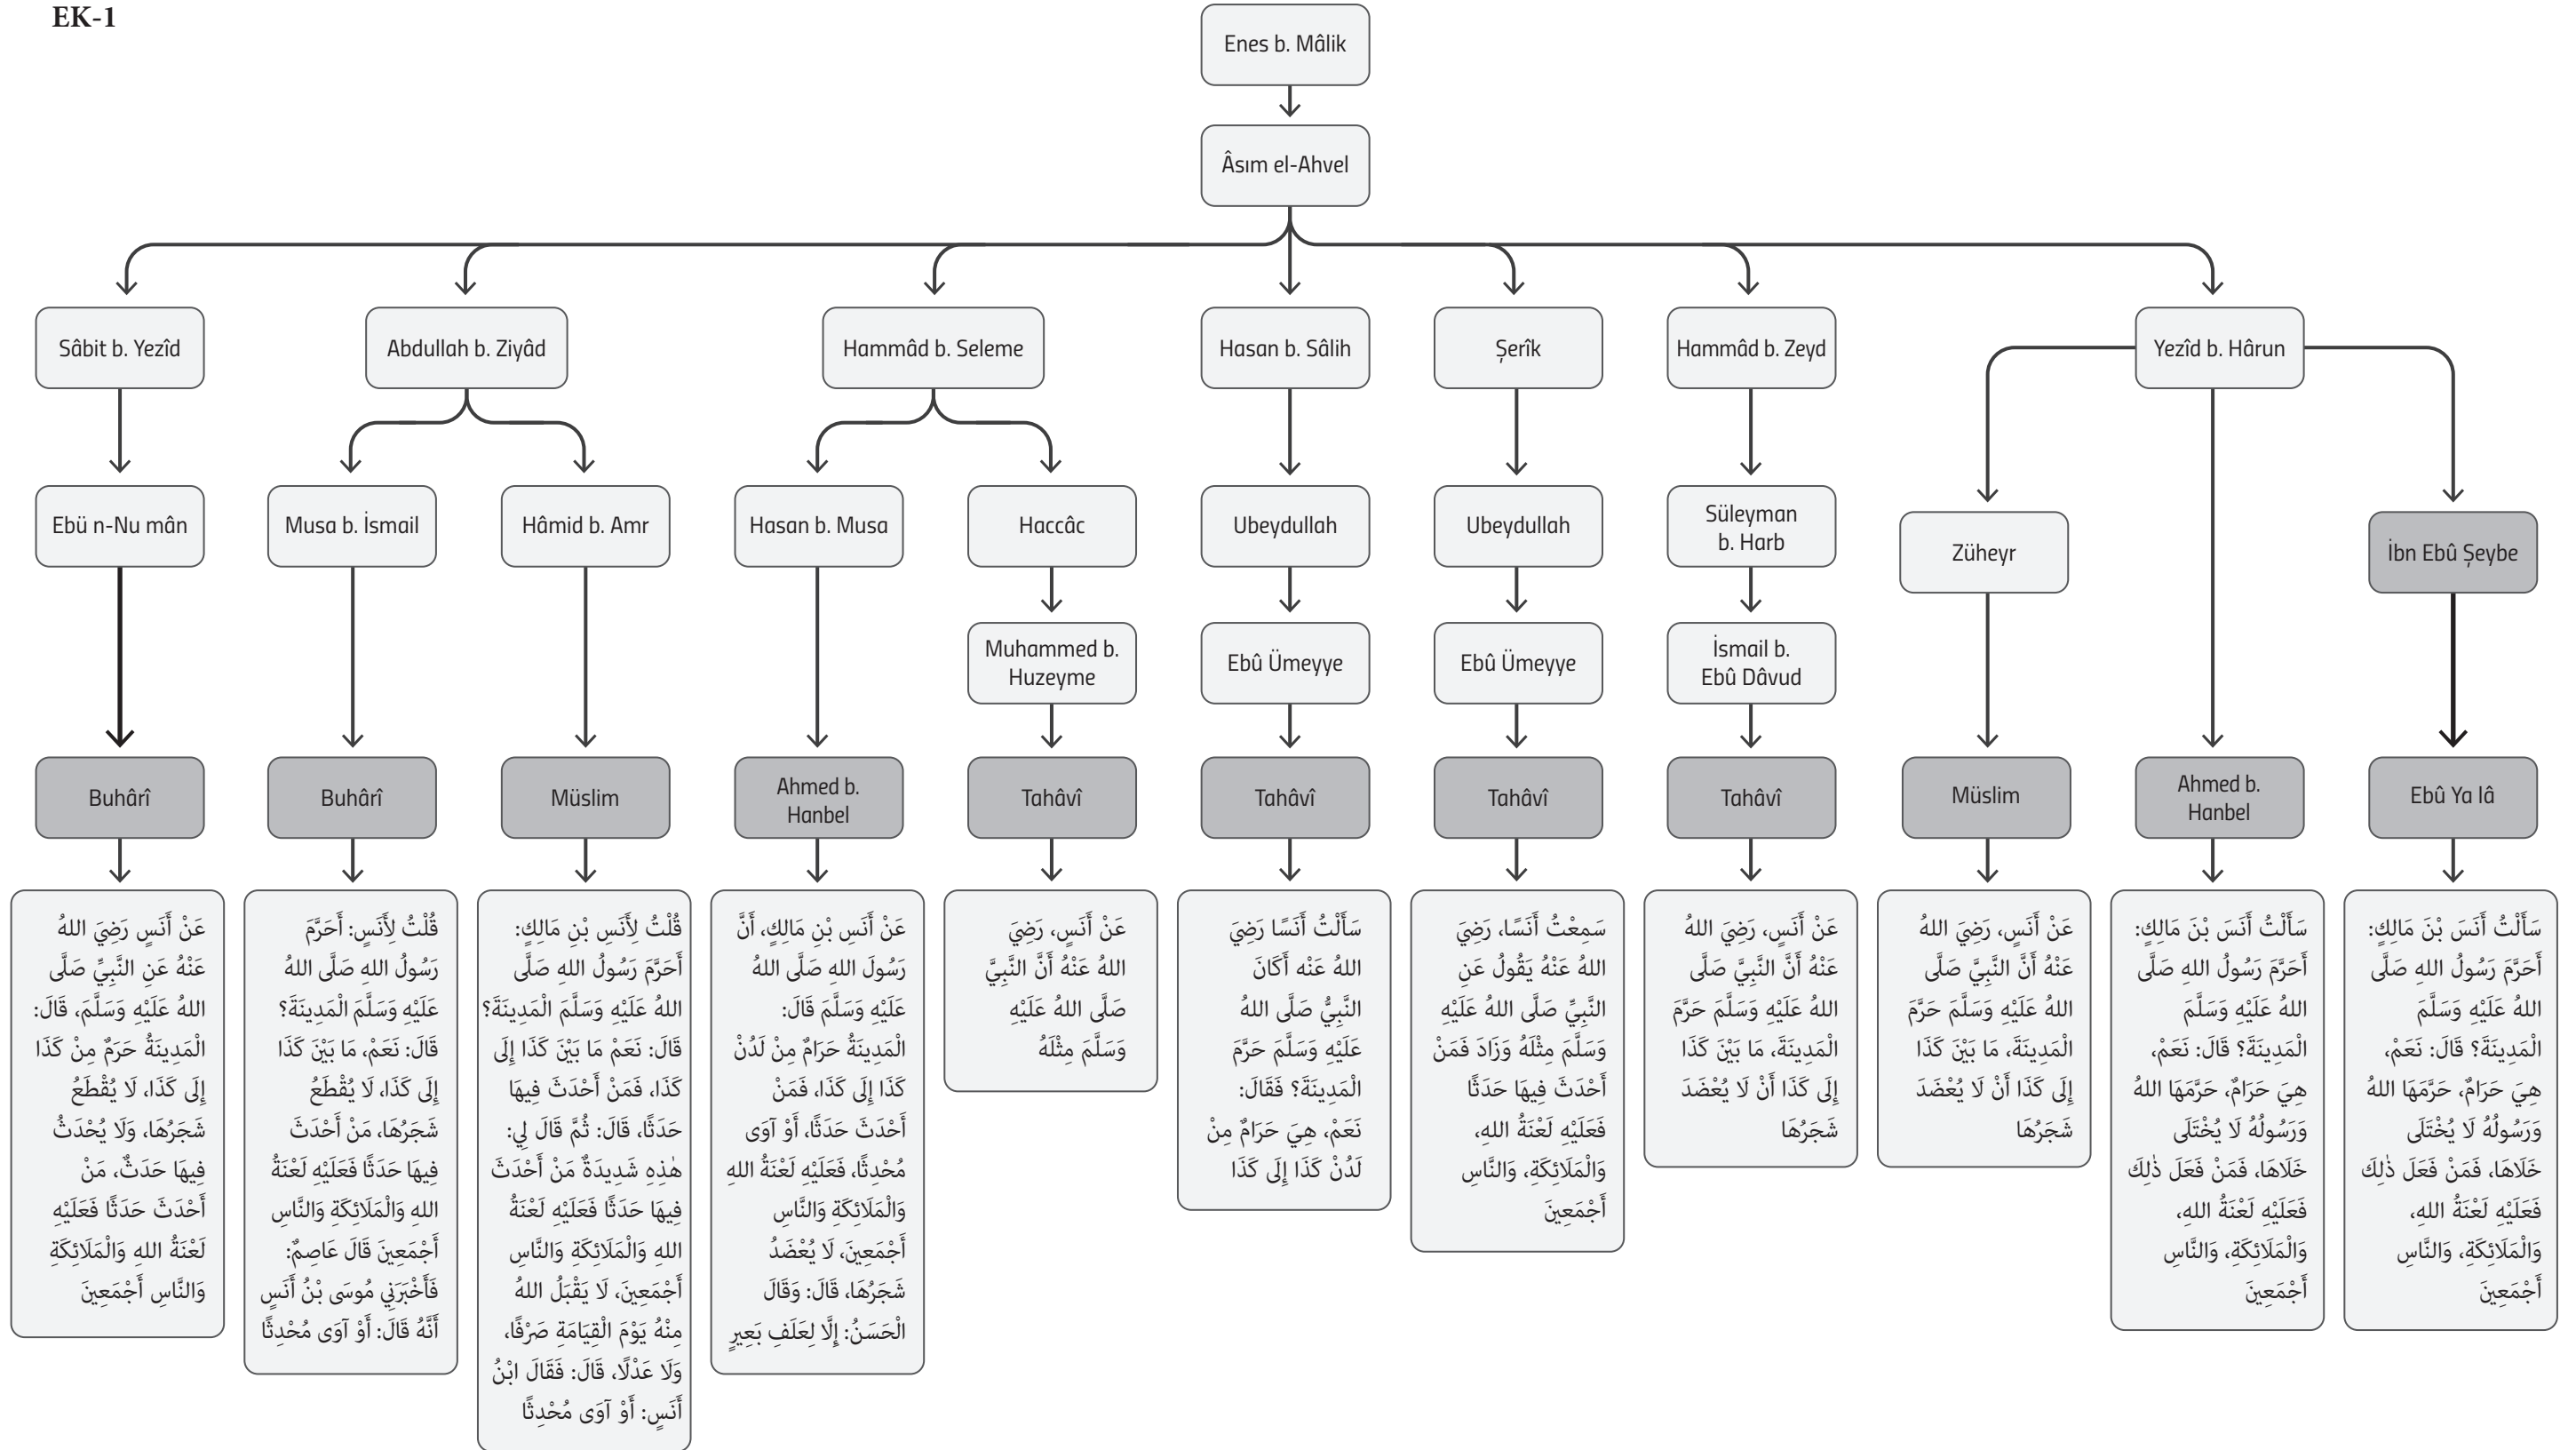 EK-1
Enes b. Mâlik
Âsım el-Ahvel
Sâbit b. Yezîd
Abdullah b. Ziyâd
Hammâd b. Seleme
Hasan b. Sâlih
Şerîk
Hammâd b. Zeyd
Yezîd b. Hârun
Ebü n-Nu mân
Musa b. İsmail
Hâmid b. Amr
Hasan b. Musa
Haccâc
Ubeydullah
Ubeydullah
Süleyman
b. Harb
Züheyr
İbn Ebû Şeybe
Muhammed b.
Huzeyme
Ebû Ümeyye
Ebû Ümeyye
İsmail b.
Ebû Dâvud
Buhârî
Buhârî
Müslim
Ahmed b.
Hanbel
Tahâvî
Tahâvî
Tahâvî
Tahâvî
Müslim
Ahmed b.
Hanbel
Ebû Ya lâ
عَنْ أَنَسٍ رَضِيَ اللهُ
عَنْهُ عَنِ النَّبِيِّ صَلَّى
اللهُ عَلَيْهِ وَسَلَّمَ، قَالَ:
الْمَدِينَةُ حَرَمٌ مِنْ كَذَا
إِلَى كَذَا، لَا يُقْطَعُ
شَجَرُهَا، وَلَا يُحْدَثُ
فِيهَا حَدَثٌ، مَنْ
أَحْدَثَ حَدَثًا فَعَلَيْهِ
لَعْنَةُ اللهِ وَالْمَلَائِكَةِ
وَالنَّاسِ أَجْمَعِينَ
قُلْتُ لِأَنَسٍ: أَحَرَّمَ
رَسُولُ اللهِ صَلَّى اللهُ
عَلَيْهِ وَسَلَّمَ الْمَدِينَةَ؟
قَالَ: نَعَمْ، مَا بَيْنَ كَذَا
إِلَى كَذَا، لَا يُقْطَعُ
شَجَرُهَا، مَنْ أَحْدَثَ
فِيهَا حَدَثًا فَعَلَيْهِ لَعْنَةُ
اللهِ وَالْمَلَائِكَةِ وَالنَّاسِ
أَجْمَعِينَ قَالَ عَاصِمٌ:
فَأَخْبَرَنِي مُوسَى بْنُ أَنَسٍ
أَنَّهُ قَالَ: أَوْ آوَى مُحْدِثًا
قُلْتُ لِأَنَسِ بْنِ مَالِكٍ:
أَحَرَّمَ رَسُولُ اللهِ صَلَّى
اللهُ عَلَيْهِ وَسَلَّمَ الْمَدِينَةَ؟
قَالَ: نَعَمْ مَا بَيْنَ كَذَا إِلَى
كَذَا، فَمَنْ أَحْدَثَ فِيهَا
حَدَثًا، قَالَ: ثُمَّ قَالَ لِي:
هٰذِهِ شَدِيدَةٌ مَنْ أَحْدَثَ
فِيهَا حَدَثًا فَعَلَيْهِ لَعْنَةُ
اللهِ وَالْمَلَائِكَةِ وَالنَّاسِ
أَجْمَعِينَ، لَا يَقْبَلُ اللهُ
مِنْهُ يَوْمَ الْقِيَامَةِ صَرْفًا،
وَلَا عَدْلًا، قَالَ: فَقَالَ ابْنُ
أَنَسٍ: أَوْ آوَى مُحْدِثًا
عَنْ أَنَسِ بْنِ مَالِكٍ، أَنَّ
رَسُولَ اللهِ صَلَّى اللهُ
عَلَيْهِ وَسَلَّمَ قَالَ:
الْمَدِينَةُ حَرَامٌ مِنْ لَدُنْ
كَذَا إِلَى كَذَا، فَمَنْ
أَحْدَثَ حَدَثًا، أَوْ آوَى
مُحْدِثًا، فَعَلَيْهِ لَعْنَةُ اللهِ
وَالْمَلَائِكَةِ وَالنَّاسِ
أَجْمَعِينَ، لَا يُعْضَدُ
شَجَرُهَا، قَالَ: وَقَالَ
الْحَسَنُ: إِلَّا لِعَلَفِ بَعِيرٍ
عَنْ أَنَسٍ، رَضِيَ
اللهُ عَنْهُ أَنَّ النَّبِيَّ
صَلَّى اللهُ عَلَيْهِ
وَسَلَّمَ مِثْلَهُ
سَأَلْتُ أَنَسًا رَضِيَ
اللهُ عَنْه أَكَانَ
النَّبِيُّ صَلَّى اللهُ
عَلَيْهِ وَسَلَّمَ حَرَّمَ
الْمَدِينَةَ؟ فَقَالَ:
نَعَمْ، هِيَ حَرَامٌ مِنْ
لَدُنْ كَذَا إِلَى كَذَا
سَمِعْتُ أَنَسًا، رَضِيَ
اللهُ عَنْهُ يَقُولُ عَنِ
النَّبِيِّ صَلَّى اللهُ عَلَيْهِ
وَسَلَّمَ مِثْلَهُ وَزَادَ فَمَنْ
أَحْدَثَ فِيهَا حَدَثًا
فَعَلَيْهِ لَعْنَةُ اللهِ،
وَالْمَلَائِكَةِ، وَالنَّاسِ
أَجْمَعِينَ
عَنْ أَنَسٍ، رَضِيَ اللهُ
عَنْهُ أَنَّ النَّبِيَّ صَلَّى
اللهُ عَلَيْهِ وَسَلَّمَ حَرَّمَ
الْمَدِينَةَ، مَا بَيْنَ كَذَا
إِلَى كَذَا أَنْ لَا يُعْضَدَ
شَجَرُهَا
عَنْ أَنَسٍ، رَضِيَ اللهُ
عَنْهُ أَنَّ النَّبِيَّ صَلَّى
اللهُ عَلَيْهِ وَسَلَّمَ حَرَّمَ
الْمَدِينَةَ، مَا بَيْنَ كَذَا
إِلَى كَذَا أَنْ لَا يُعْضَدَ
شَجَرُهَا
سَأَلْتُ أَنَسَ بْنَ مَالِكٍ:
أَحَرَّمَ رَسُولُ اللهِ صَلَّى
اللهُ عَلَيْهِ وَسَلَّمَ
الْمَدِينَةَ؟ قَالَ: نَعَمْ،
هِيَ حَرَامٌ، حَرَّمَهَا اللهُ
وَرَسُولُهُ لَا يُخْتَلَى
خَلَاهَا، فَمَنْ فَعَلَ ذٰلِكَ
فَعَلَيْهِ لَعْنَةُ اللهِ،
وَالْمَلَائِكَةِ، وَالنَّاسِ
أَجْمَعِينَ
سَأَلْتُ أَنَسَ بْنَ مَالِكٍ:
أَحَرَّمَ رَسُولُ اللهِ صَلَّى
اللهُ عَلَيْهِ وَسَلَّمَ
الْمَدِينَةَ؟ قَالَ: نَعَمْ،
هِيَ حَرَامٌ، حَرَّمَهَا اللهُ
وَرَسُولُهُ لَا يُخْتَلَى
خَلَاهَا، فَمَنْ فَعَلَ ذٰلِكَ
فَعَلَيْهِ لَعْنَةُ اللهِ،
وَالْمَلَائِكَةِ، وَالنَّاسِ
أَجْمَعِينَ